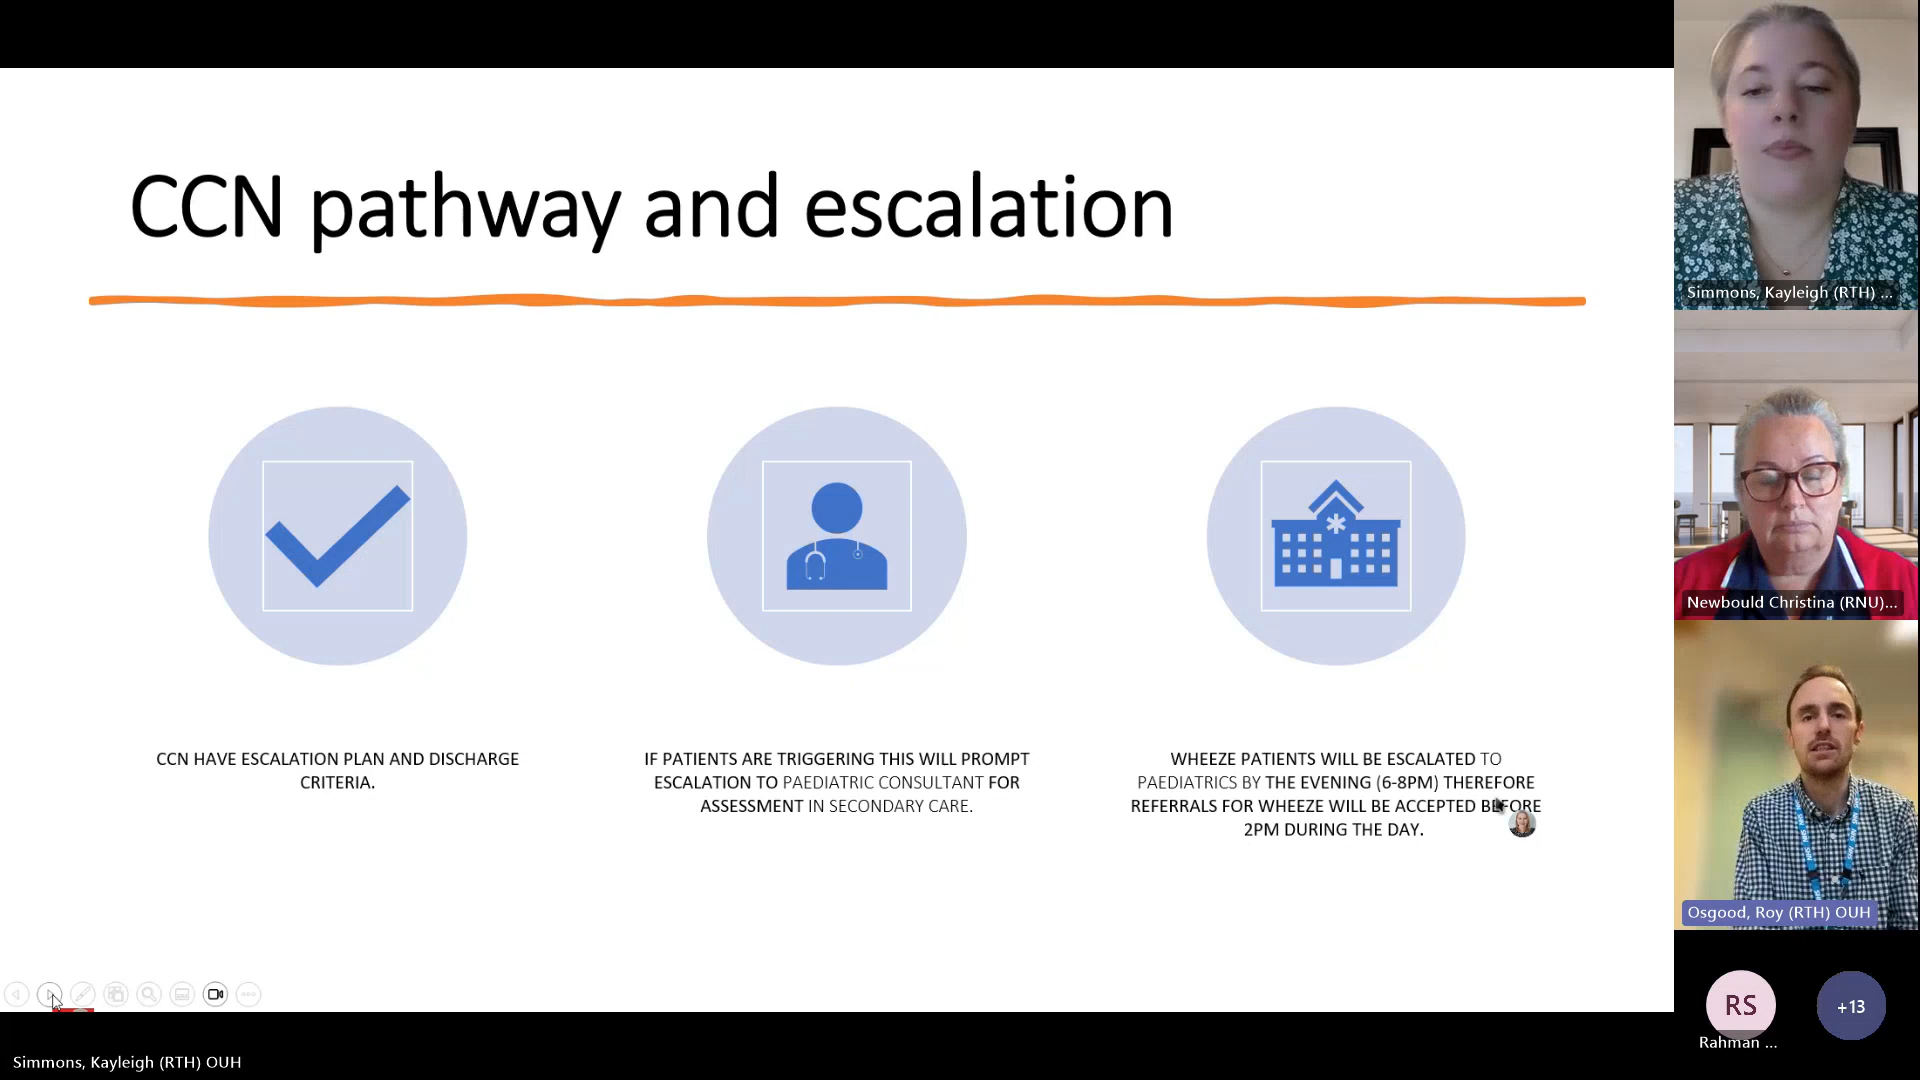 CCN pathway and escalation
CCN HAVE ESCALATION PLAN AND DISCHARGE
CRITERIA.
IF PATIENTS ARE TRIGGERING THIS WILL PROMPT
ESCALATION TO PAEDIATRIC CONSULTANT FOR
ASSESSMENT IN SECONDARY CARE.
WHEEZE PATIENTS WILL BE ESCALATED TO
PAEDIATRICS BY THE EVENING (6-8PM) THEREFORE
REFERRALS FOR WHEEZE WILL BE ACCEPTED BEFORE
2PM DURING THE DAY.
Simmons, Kayleigh (RTH) OUH
Simmons, Kayleigh (RTH) ...
Newbould Christina (RNU)...
Osgood, Roy (RTH) OUH
RS
Rahman ...
+13